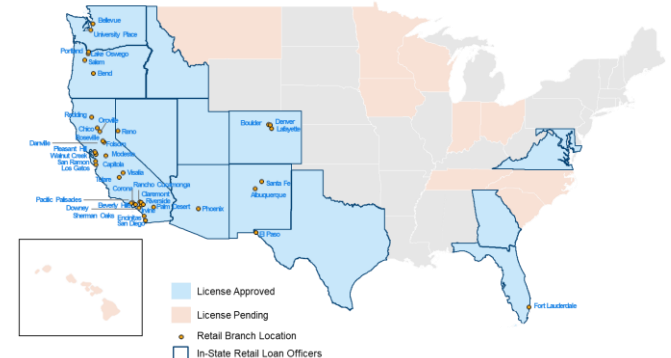 Bellevue
University Place
Portland
Lake Oswego
Salem
Bend
Redding
Oroville
Chico
Reno
Roseville
Folsom
Danville
Pleasant Hill
Modesto
Walnut Creek
San Ramon
Capitola
Los Gatos
Visalia
Tulare
Rancho Cucamonga
Corona
Claremont
Pacific Palisades
Riverside
Beverly Hills
Palm Desert
Downey
Irvine
Sherman Oaks
Encinitas
San Diego
Phoenix
Boulder
Denver
Lafayette
Santa Fe
Albuquerque
El Paso
Fort Lauderdale
License Approved
License Pending
Retail Branch Location
In-State Retail Loan Officers